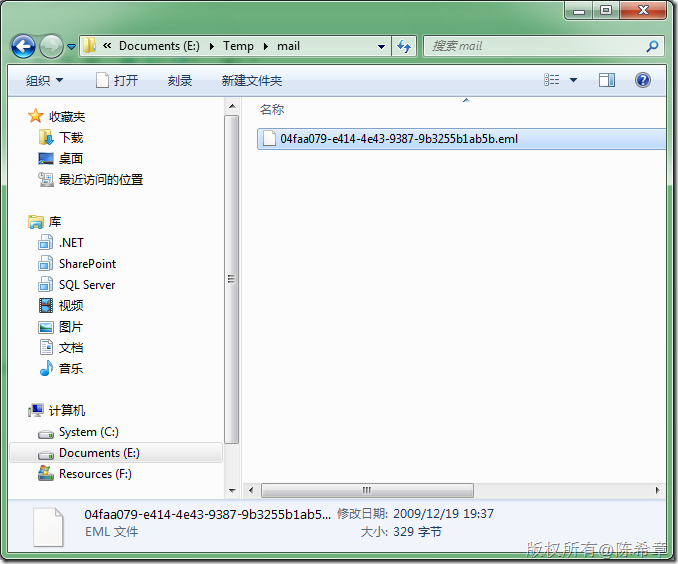 « Documents (E:) ▸ Temp ▸ mail
搜索 mail
组织 打开 刻录 新建文件夹
收藏夹
下载
桌面
最近访问的位置
库
.NET
SharePoint
SQL Server
视频
图片
文档
音乐
计算机
System (C:)
Documents (E:)
Resources (F:)
名称
04faa079-e414-4e43-9387-9b3255b1ab5b.eml
04faa079-e414-4e43-9387-9b3255b1ab5... 修改日期: 2009/12/19 19:37
EML 文件 大小: 329 字节
版权所有@陈希章